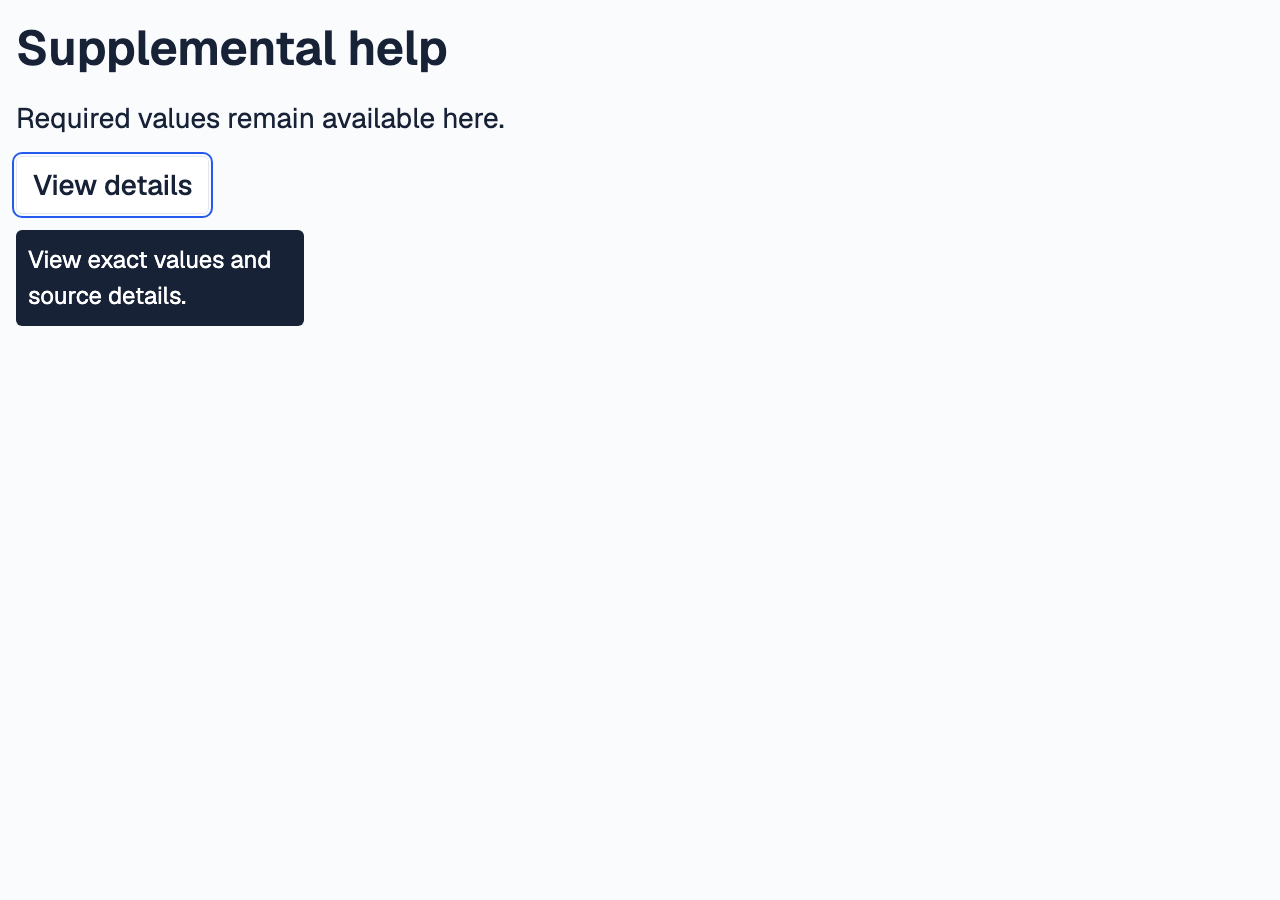 Supplemental help
Required values remain available here.
View details
View exact values and
source details.